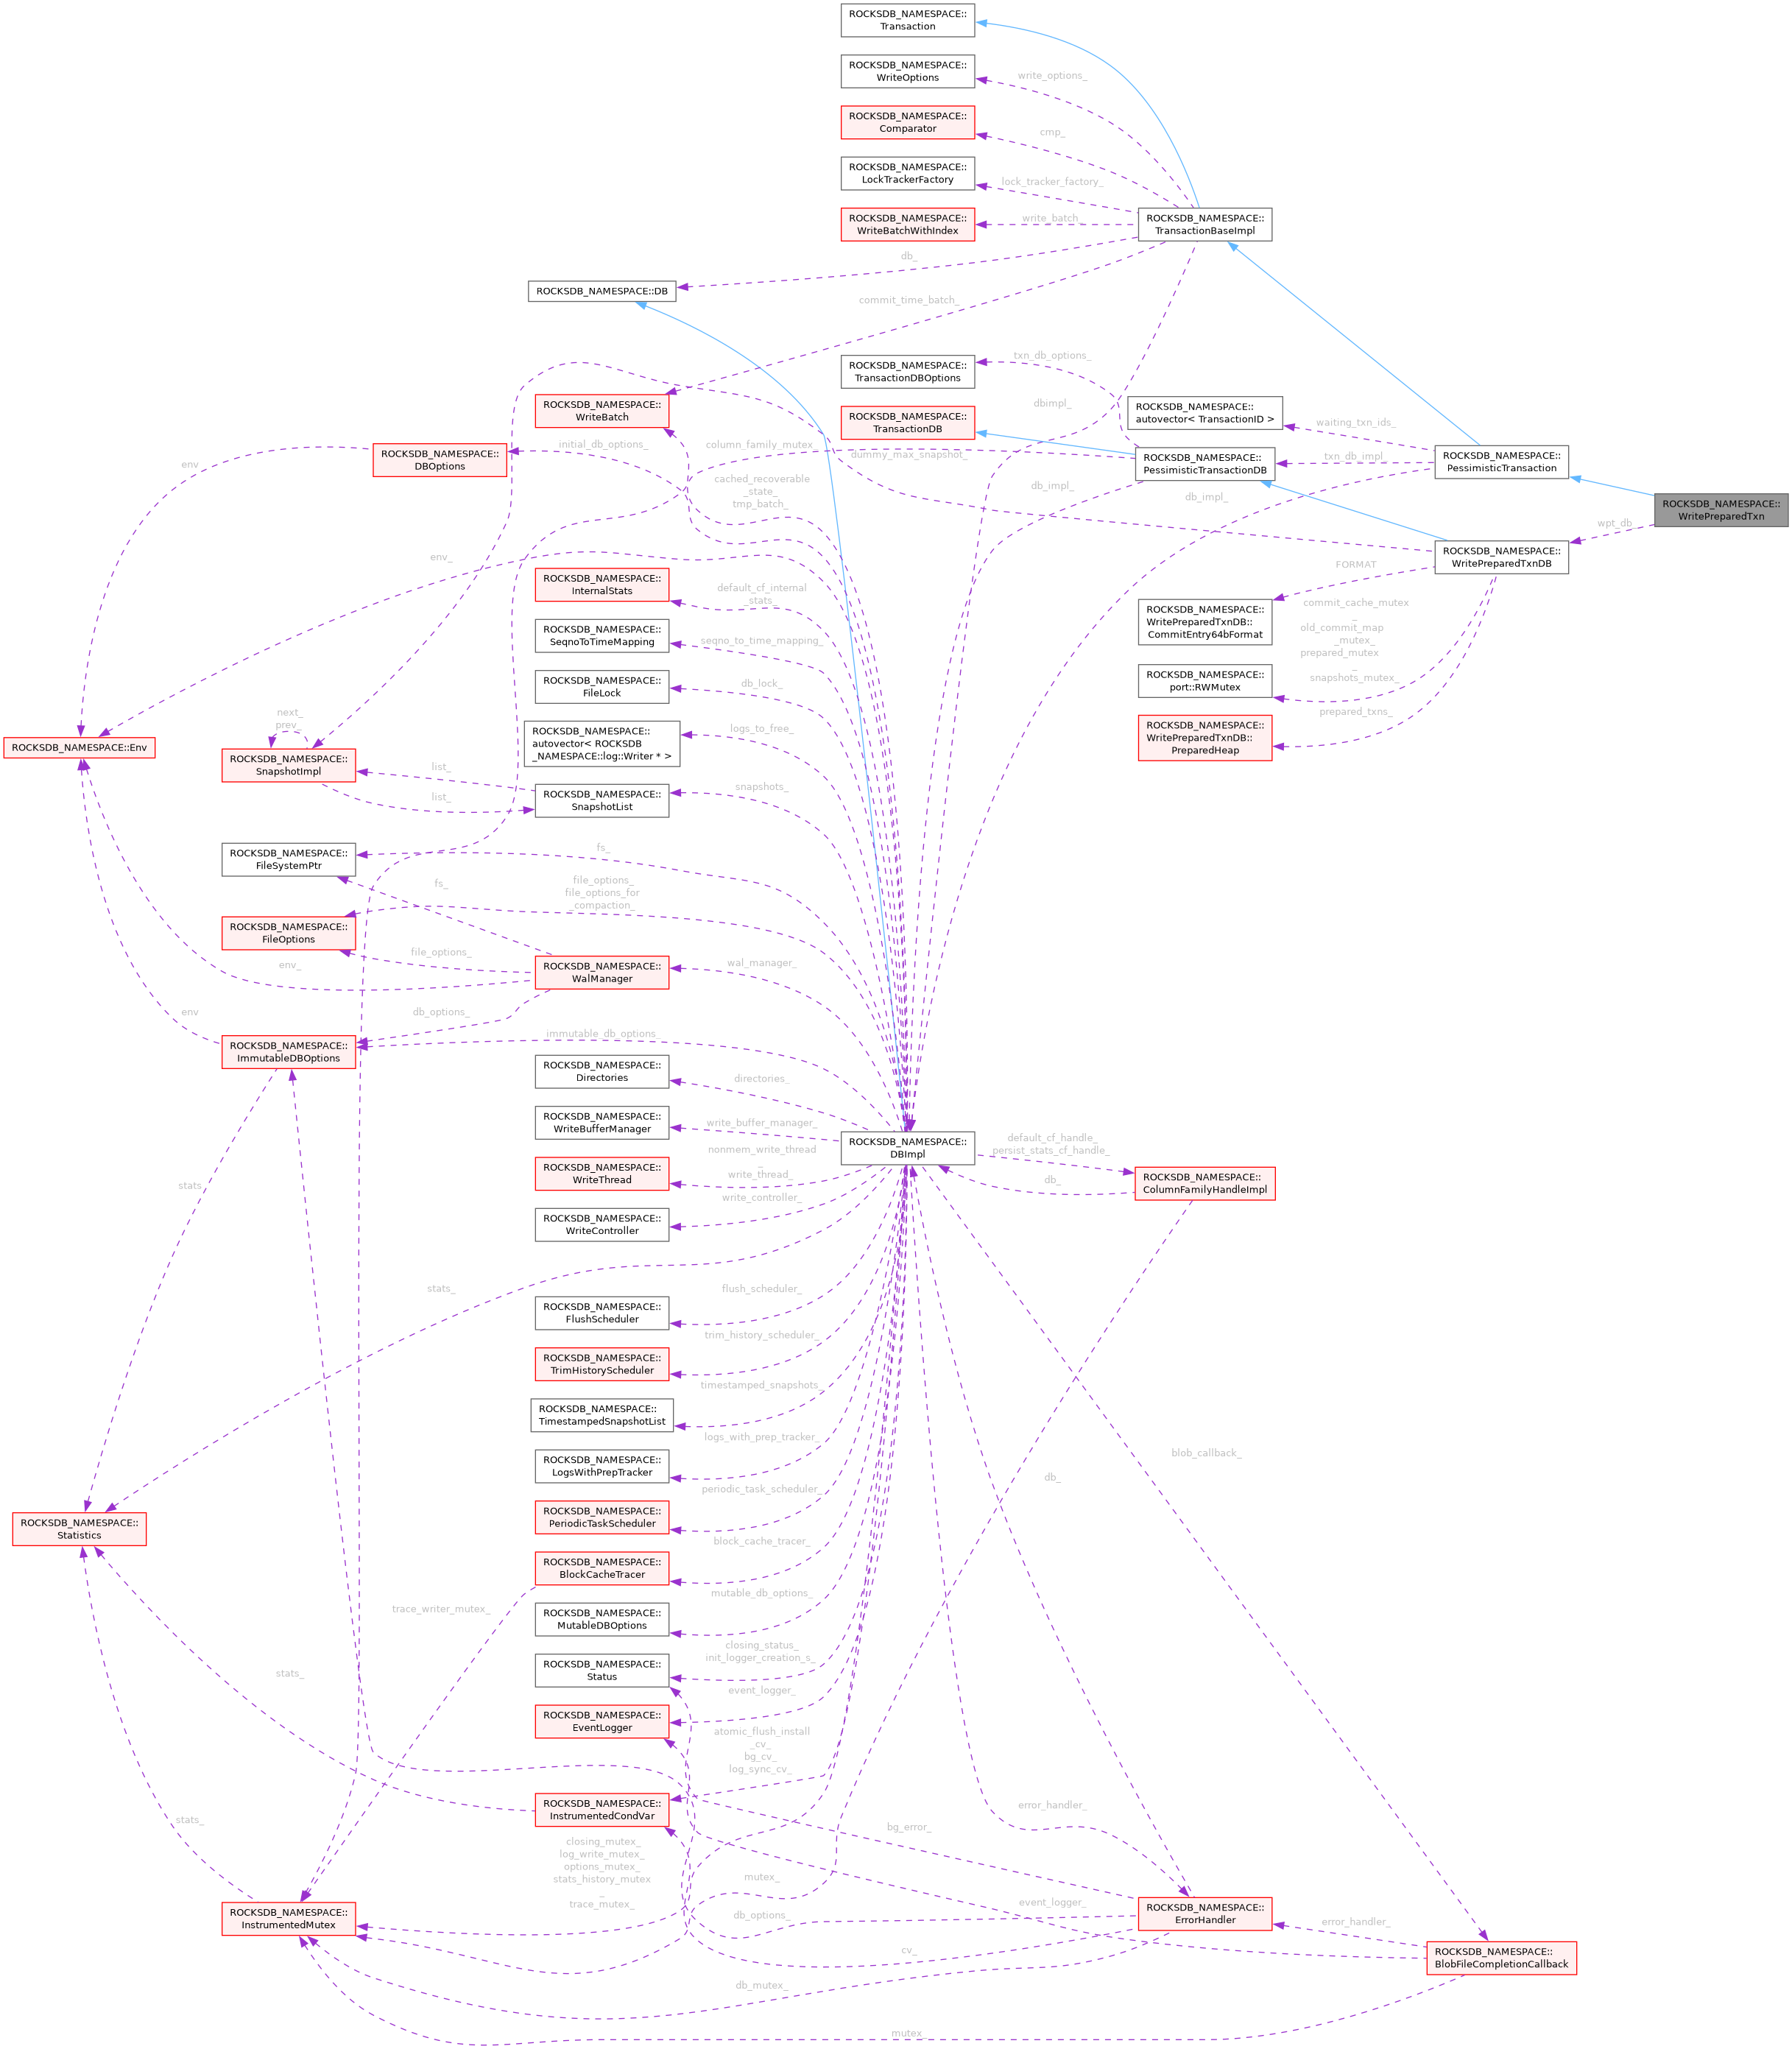 ROCKSDB_NAMESPACE::
Transaction
ROCKSDB_NAMESPACE::
WriteOptions
write_options_
ROCKSDB_NAMESPACE::
Comparator
cmp_
ROCKSDB_NAMESPACE::
LockTrackerFactory
lock_tracker_factory_
ROCKSDB_NAMESPACE::
WriteBatchWithIndex
write_batch_
ROCKSDB_NAMESPACE::
TransactionBaseImpl
db_
ROCKSDB_NAMESPACE::DB
commit_time_batch_
ROCKSDB_NAMESPACE::
TransactionDBOptions
txn_db_options_
ROCKSDB_NAMESPACE::
WriteBatch
dbimpl_
ROCKSDB_NAMESPACE::
autovector< TransactionID >
waiting_txn_ids_
ROCKSDB_NAMESPACE::
TransactionDB
ROCKSDB_NAMESPACE::
DBOptions
env
initial_db_options_
column_family_mutex_
dummy_max_snapshot_
ROCKSDB_NAMESPACE::
PessimisticTransactionDB
txn_db_impl_
ROCKSDB_NAMESPACE::
PessimisticTransaction
cached_recoverable
_state_
tmp_batch_
db_impl_
db_impl_
ROCKSDB_NAMESPACE::
WritePreparedTxn
wpt_db_
ROCKSDB_NAMESPACE::
WritePreparedTxnDB
env_
ROCKSDB_NAMESPACE::
InternalStats
default_cf_internal
_stats_
FORMAT
ROCKSDB_NAMESPACE::
WritePreparedTxnDB::
CommitEntry64bFormat
commit_cache_mutex
_
old_commit_map
_mutex_
prepared_mutex
_
snapshots_mutex_
ROCKSDB_NAMESPACE::
SeqnoToTimeMapping
seqno_to_time_mapping_
ROCKSDB_NAMESPACE::
FileLock
db_lock_
ROCKSDB_NAMESPACE::
port::RWMutex
prepared_txns_
ROCKSDB_NAMESPACE::
WritePreparedTxnDB::
PreparedHeap
ROCKSDB_NAMESPACE::Env
next_
prev_
ROCKSDB_NAMESPACE::
SnapshotImpl
ROCKSDB_NAMESPACE::
autovector< ROCKSDB
_NAMESPACE::log::Writer * >
logs_to_free_
list_
list_
ROCKSDB_NAMESPACE::
SnapshotList
snapshots_
ROCKSDB_NAMESPACE::
FileSystemPtr
fs_
fs_
file_options_
file_options_for
_compaction_
ROCKSDB_NAMESPACE::
FileOptions
file_options_
env_
ROCKSDB_NAMESPACE::
WalManager
wal_manager_
env
db_options_
ROCKSDB_NAMESPACE::
ImmutableDBOptions
immutable_db_options_
ROCKSDB_NAMESPACE::
Directories
directories_
ROCKSDB_NAMESPACE::
WriteBufferManager
write_buffer_manager_
ROCKSDB_NAMESPACE::
DBImpl
default_cf_handle_
persist_stats_cf_handle_
nonmem_write_thread
_
write_thread_
ROCKSDB_NAMESPACE::
WriteThread
db_
ROCKSDB_NAMESPACE::
ColumnFamilyHandleImpl
stats
write_controller_
ROCKSDB_NAMESPACE::
WriteController
stats_
ROCKSDB_NAMESPACE::
FlushScheduler
flush_scheduler_
ROCKSDB_NAMESPACE::
TrimHistoryScheduler
trim_history_scheduler_
ROCKSDB_NAMESPACE::
TimestampedSnapshotList
timestamped_snapshots_
ROCKSDB_NAMESPACE::
LogsWithPrepTracker
logs_with_prep_tracker_
db_
blob_callback_
ROCKSDB_NAMESPACE::
Statistics
ROCKSDB_NAMESPACE::
PeriodicTaskScheduler
periodic_task_scheduler_
ROCKSDB_NAMESPACE::
BlockCacheTracer
block_cache_tracer_
trace_writer_mutex_
ROCKSDB_NAMESPACE::
MutableDBOptions
mutable_db_options_
stats_
ROCKSDB_NAMESPACE::
Status
closing_status_
init_logger_creation_s_
ROCKSDB_NAMESPACE::
EventLogger
event_logger_
atomic_flush_install
_cv_
bg_cv_
log_sync_cv_
stats_
ROCKSDB_NAMESPACE::
InstrumentedCondVar
error_handler_
bg_error_
closing_mutex_
log_write_mutex_
options_mutex_
stats_history_mutex
_
trace_mutex_
mutex_
ROCKSDB_NAMESPACE::
InstrumentedMutex
db_options_
event_logger_
ROCKSDB_NAMESPACE::
ErrorHandler
error_handler_
cv_
ROCKSDB_NAMESPACE::
BlobFileCompletionCallback
db_mutex_
mutex_